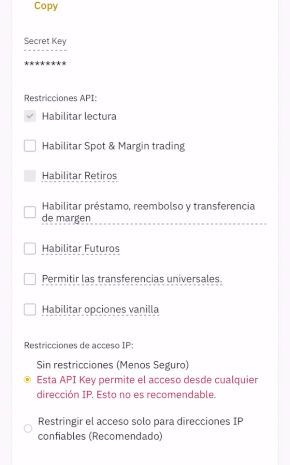 Copy
Secret Key
********
Restricciones API:
Habilitar lectura
Habilitar Spot & Margin trading
Habilitar Retiros
Habilitar préstamo, reembolso y transferencia
de margen
Habilitar Futuros
Permitir las transferencias universales.
Habilitar opciones vanilla
Restricciones de acceso IP:
Sin restricciones (Menos Seguro)
Esta API Key permite el acceso desde cualquier
dirección IP. Esto no es recomendable.
Restringir el acceso solo para direcciones IP
confiables (Recomendado)